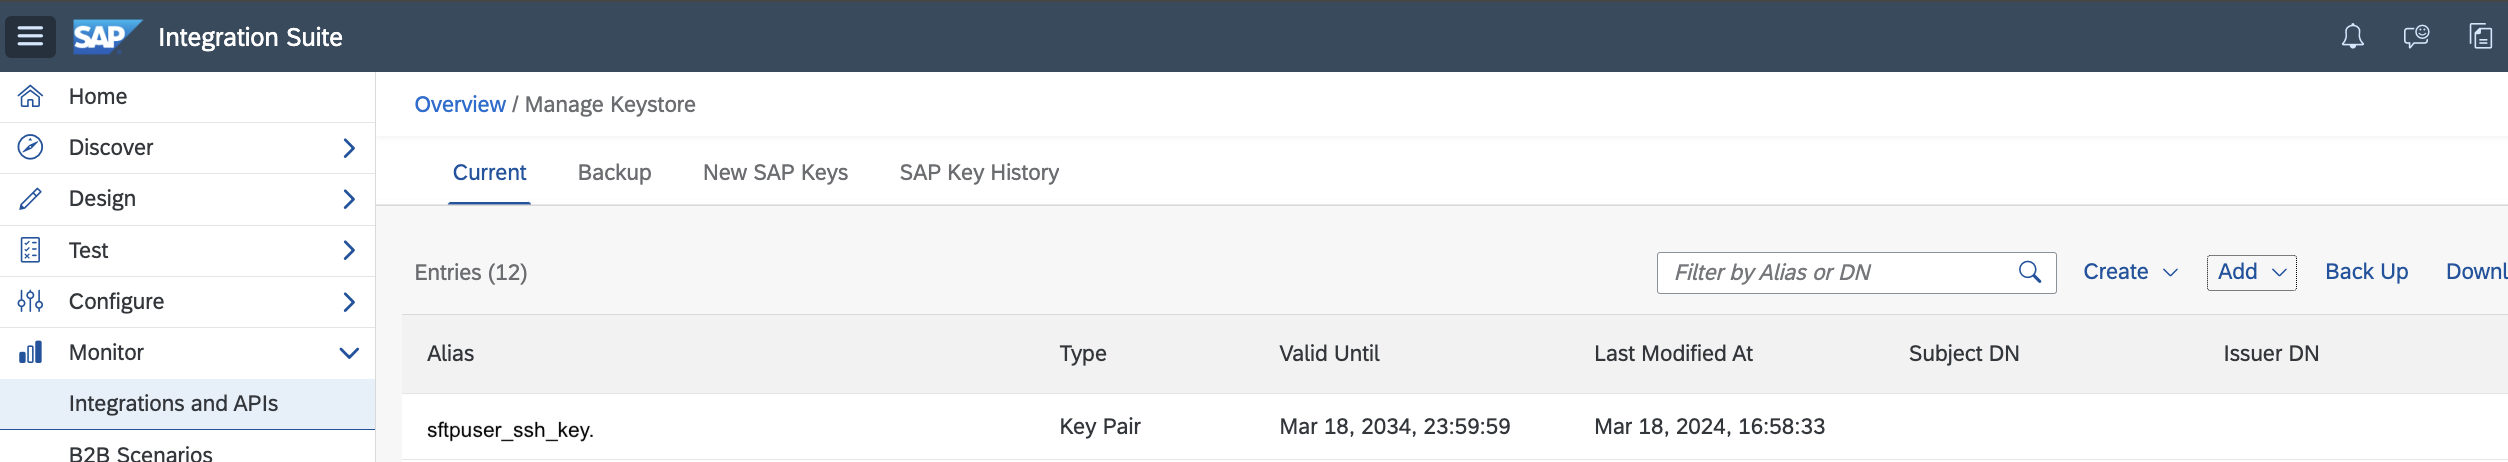 SAP Integration Suite
Home
Discover
Design
Test
Configure
Monitor
Integrations and APIs
B2B Scenarios
Overview / Manage Keystore
Current Backup New SAP Keys SAP Key History
Entries (12) Filter by Alias or DN Create Add Back Up Downl
Alias Type Valid Until Last Modified At Subject DN Issuer DN
sftpuser_ssh_key. Key Pair Mar 18, 2034, 23:59:59 Mar 18, 2024, 16:58:33